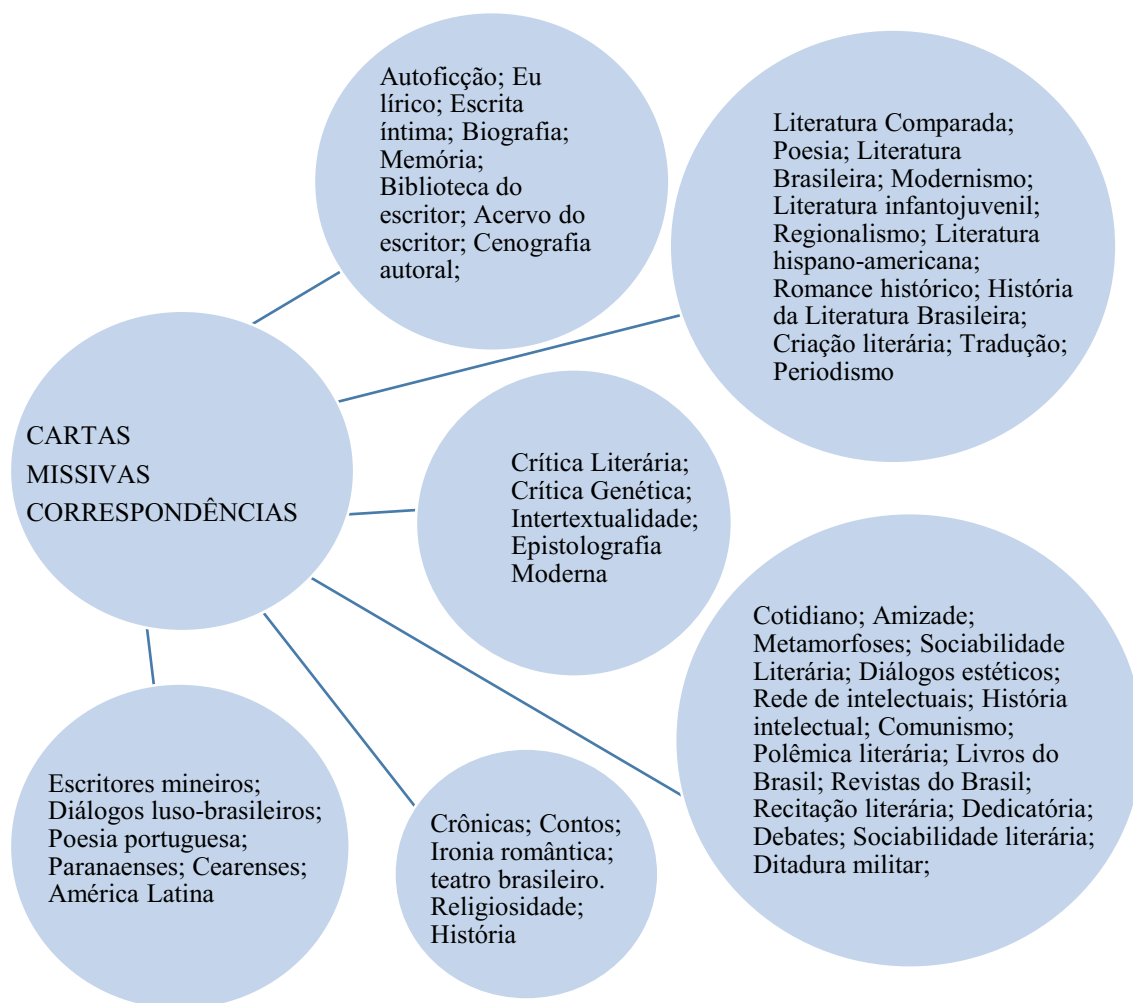 Autoficção; Eu
lírico; Escrita
íntima; Biografia;
Memória;
Biblioteca do
escritor; Acervo do
escritor; Cenografia
autoral;
Literatura Comparada;
Poesia; Literatura
Brasileira; Modernismo;
Literatura infantojuvenil;
Regionalismo; Literatura
hispano-americana;
Romance histórico; História
da Literatura Brasileira;
Criação literária; Tradução;
Periodismo
CARTAS
MISSIVAS
CORRESPONDÊNCIAS
Crítica Literária;
Crítica Genética;
Intertextualidade;
Epistolografia
Moderna
Cotidiano; Amizade;
Metamorfoses; Sociabilidade
Literária; Diálogos estéticos;
Rede de intelectuais; História
intelectual; Comunismo;
Polêmica literária; Livros do
Brasil; Revistas do Brasil;
Recitação literária; Dedicatória;
Debates; Sociabilidade literária;
Ditadura militar;
Escritores mineiros;
Diálogos luso-brasileiros;
Poesia portuguesa;
Paranaenses; Cearenses;
América Latina
Crônicas; Contos;
Ironia romântica;
teatro brasileiro.
Religiosidade;
História